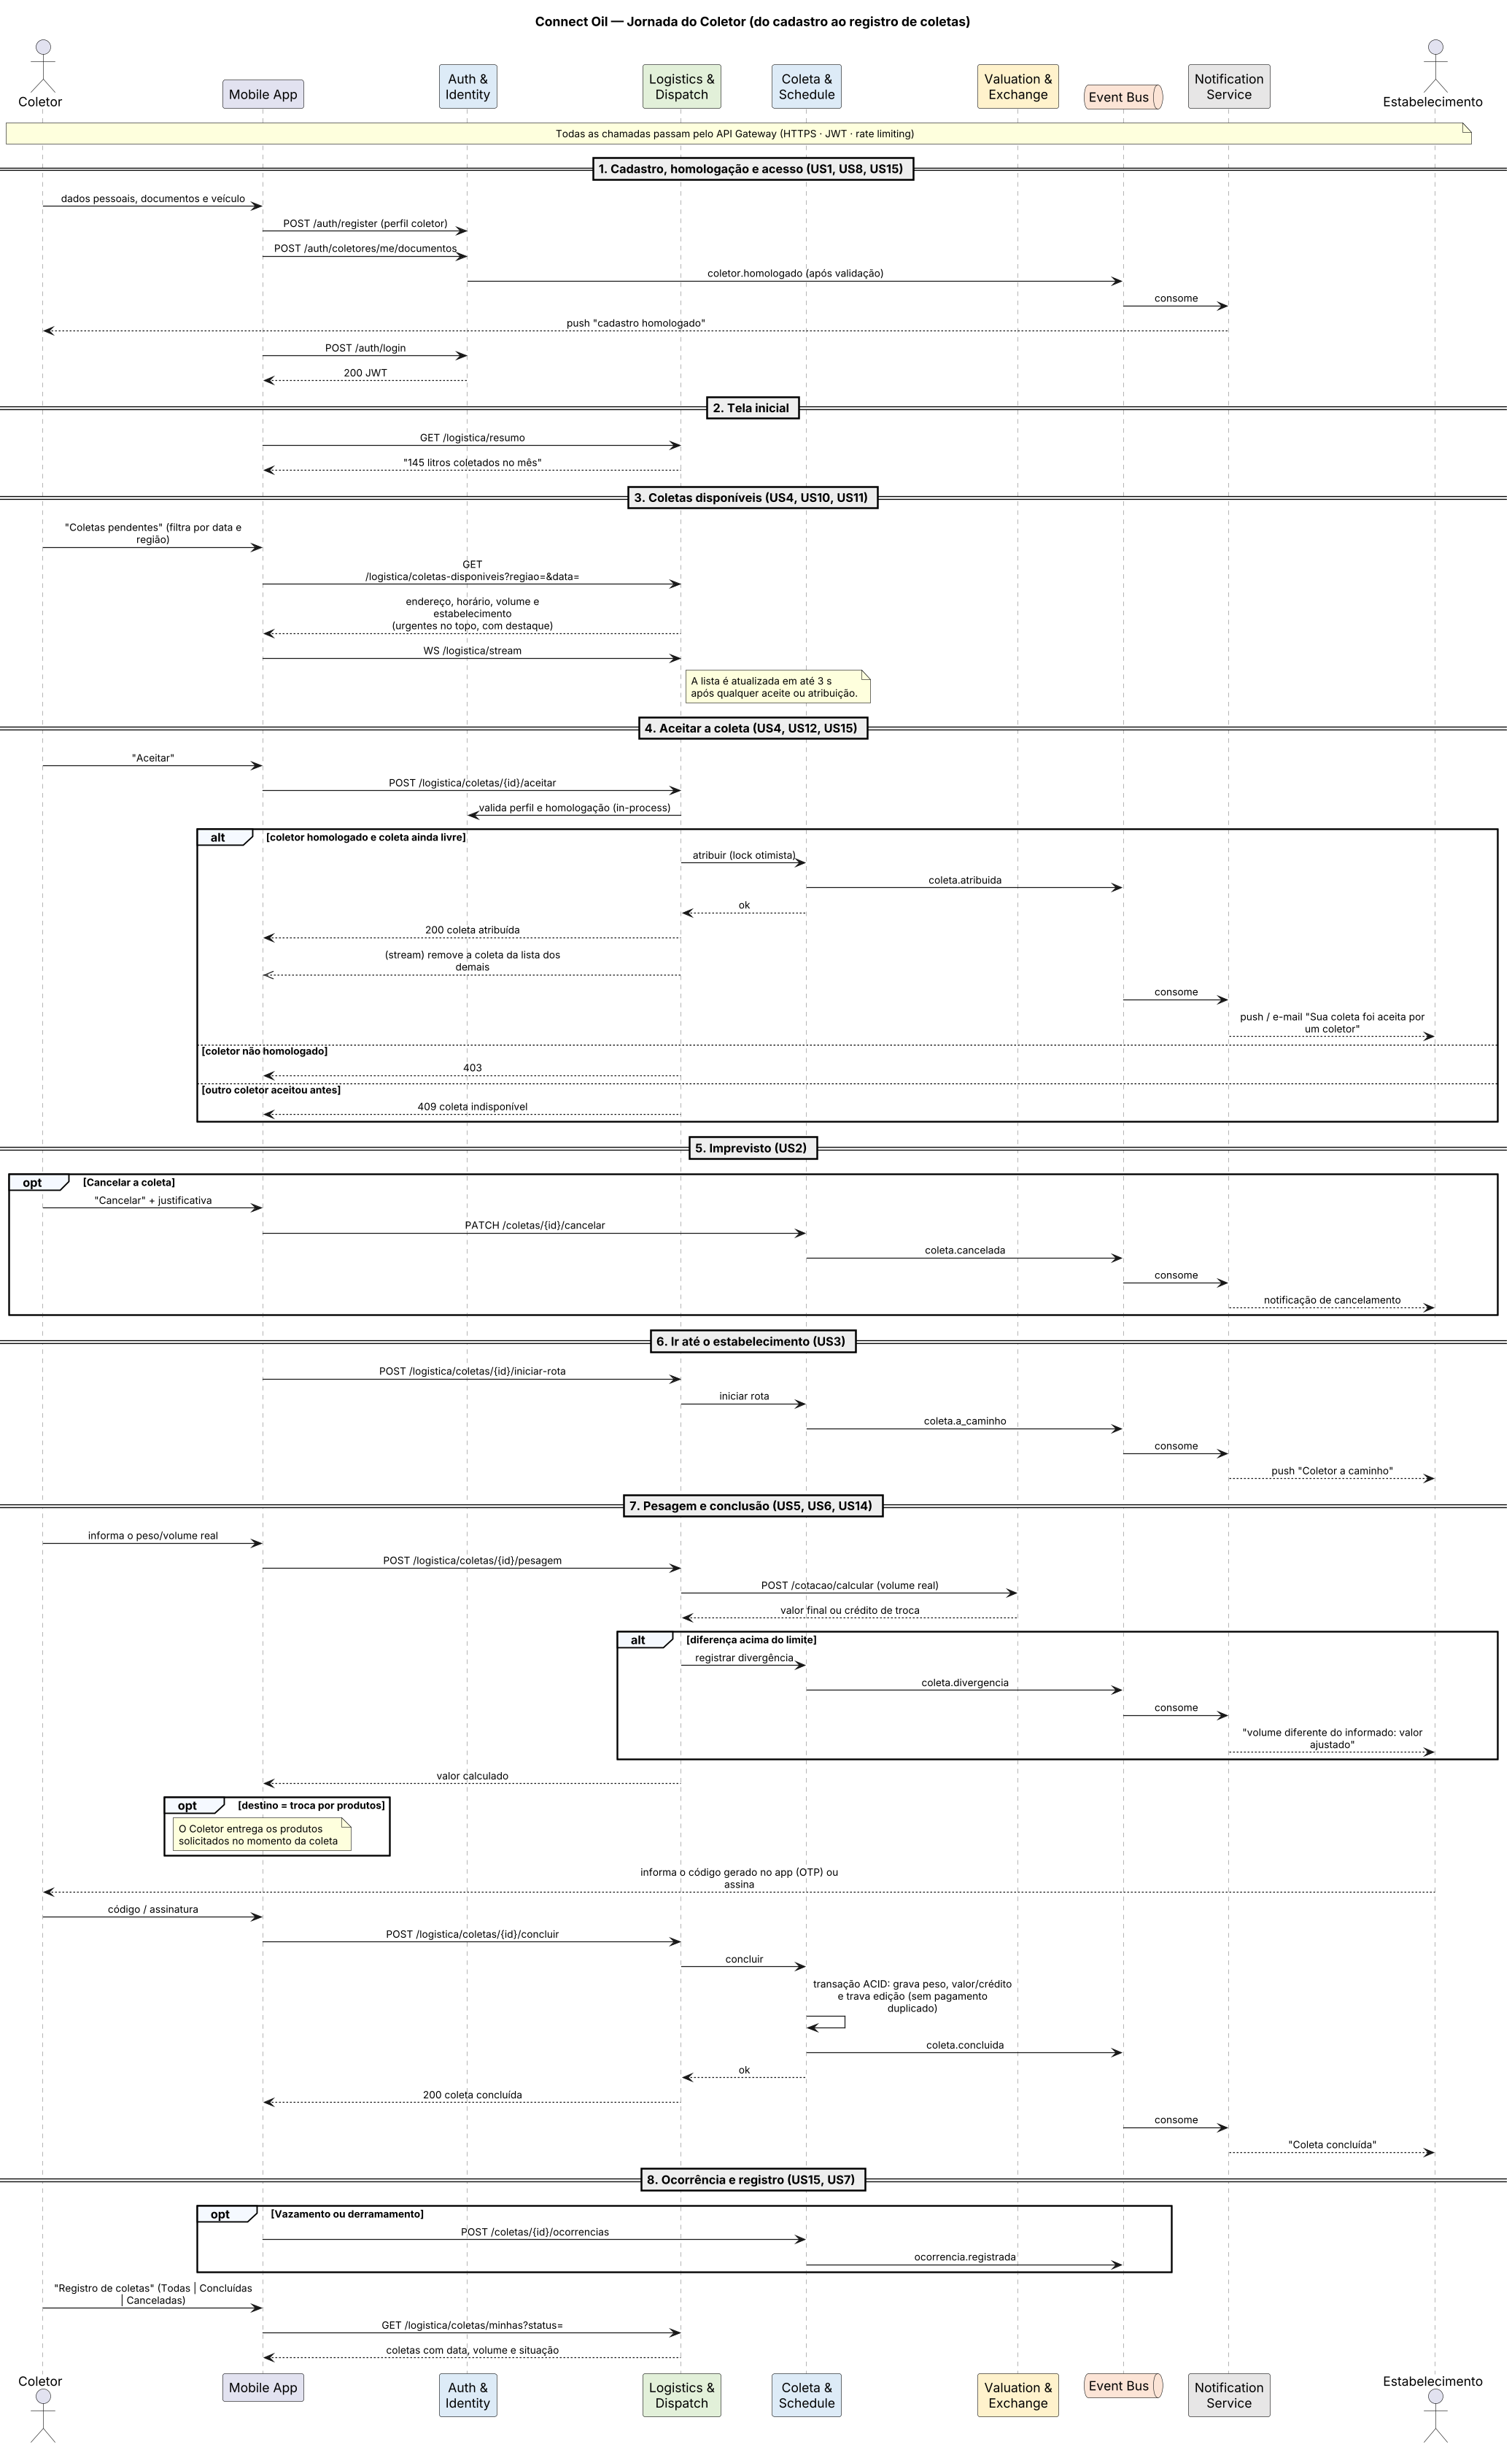 Connect Oil — Jornada do Coletor (do cadastro ao registro de coletas)
Coletor
Mobile App
Auth &
Identity
Logistics &
Dispatch
Coleta &
Schedule
Valuation &
Exchange
Event Bus
Notification
Service
Estabelecimento
Todas as chamadas passam pelo API Gateway (HTTPS · JWT · rate limiting)
1. Cadastro, homologação e acesso (US1, US8, US15)
dados pessoais, documentos e veículo
POST /auth/register (perfil coletor)
POST /auth/coletores/me/documentos
coletor.homologado (após validação)
consome
push "cadastro homologado"
POST /auth/login
200 JWT
2. Tela inicial
GET /logistica/resumo
"145 litros coletados no mês"
3. Coletas disponíveis (US4, US10, US11)
"Coletas pendentes" (filtra por data e
região)
GET
/logistica/coletas-disponiveis?regiao=&data=
endereço, horário, volume e
estabelecimento
(urgentes no topo, com destaque)
WS /logistica/stream
A lista é atualizada em até 3 s
após qualquer aceite ou atribuição.
4. Aceitar a coleta (US4, US12, US15)
"Aceitar"
POST /logistica/coletas/{id}/aceitar
valida perfil e homologação (in-process)
alt
[coletor homologado e coleta ainda livre]
atribuir (lock otimista)
coleta.atribuida
ok
200 coleta atribuída
(stream) remove a coleta da lista dos
demais
consome
push / e-mail "Sua coleta foi aceita por
um coletor"
[coletor não homologado]
403
[outro coletor aceitou antes]
409 coleta indisponível
5. Imprevisto (US2)
opt
[Cancelar a coleta]
"Cancelar" + justificativa
PATCH /coletas/{id}/cancelar
coleta.cancelada
consome
notificação de cancelamento
6. Ir até o estabelecimento (US3)
POST /logistica/coletas/{id}/iniciar-rota
iniciar rota
coleta.a_caminho
consome
push "Coletor a caminho"
7. Pesagem e conclusão (US5, US6, US14)
informa o peso/volume real
POST /logistica/coletas/{id}/pesagem
POST /cotacao/calcular (volume real)
valor final ou crédito de troca
alt
[diferença acima do limite]
registrar divergência
coleta.divergencia
consome
"volume diferente do informado: valor
ajustado"
valor calculado
opt
[destino = troca por produtos]
O Coletor entrega os produtos
solicitados no momento da coleta
informa o código gerado no app (OTP) ou
assina
código / assinatura
POST /logistica/coletas/{id}/concluir
concluir
transação ACID: grava peso, valor/crédito
e trava edição (sem pagamento
duplicado)
coleta.concluida
ok
200 coleta concluída
consome
"Coleta concluída"
8. Ocorrência e registro (US15, US7)
opt
[Vazamento ou derramamento]
POST /coletas/{id}/ocorrencias
ocorrencia.registrada
"Registro de coletas" (Todas | Concluídas
| Canceladas)
GET /logistica/coletas/minhas?status=
coletas com data, volume e situação
Coletor
Mobile App
Auth &
Identity
Logistics &
Dispatch
Coleta &
Schedule
Valuation &
Exchange
Event Bus
Notification
Service
Estabelecimento